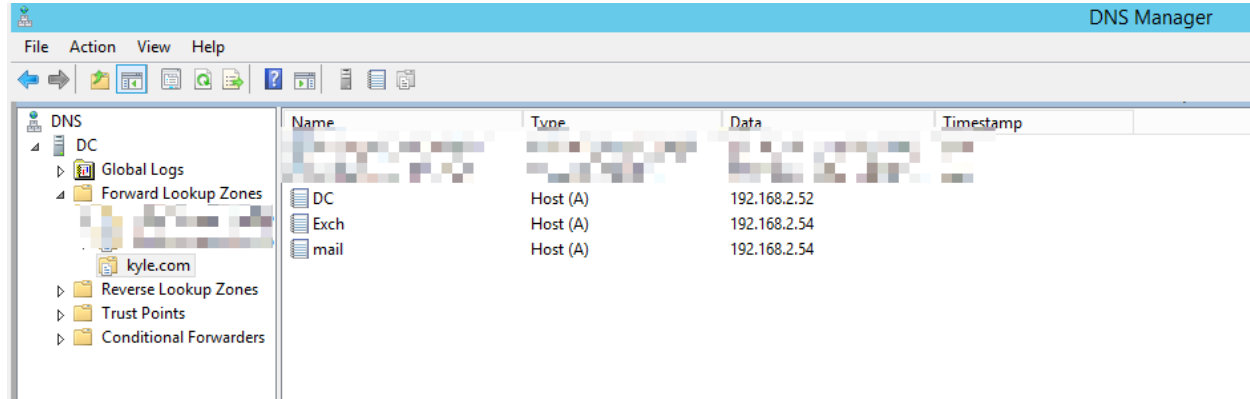 DNS Manager
File Action View Help
DNS
DC
Global Logs
Forward Lookup Zones
kyle.com
Reverse Lookup Zones
Trust Points
Conditional Forwarders
Name Type Data Timestamp
DC Host (A) 192.168.2.52
Exch Host (A) 192.168.2.54
mail Host (A) 192.168.2.54